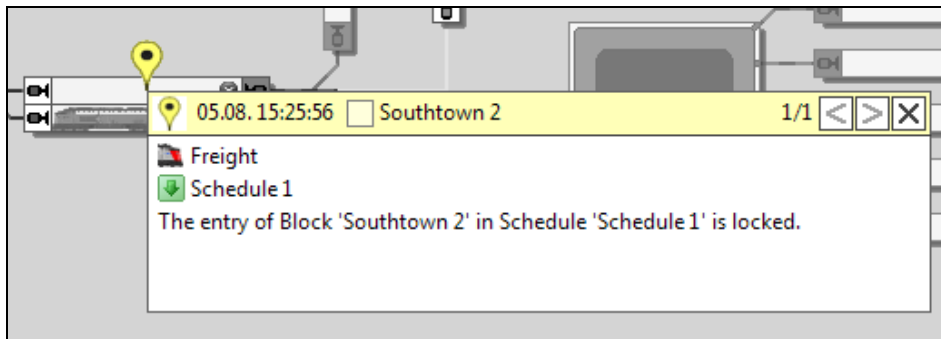 05.08. 15:25:56 Southtown 2 1/1 < > X
Freight
Schedule 1
The entry of Block 'Southtown 2' in Schedule 'Schedule 1' is locked.